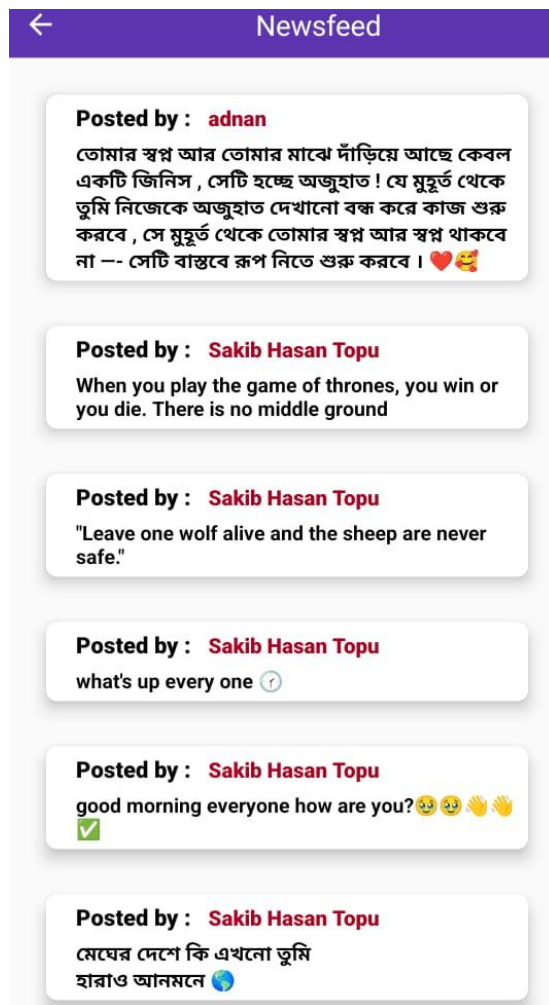 Newsfeed
Posted by : adnan
তোমার স্বপ্ন আর তোমার মাঝে দাঁড়িয়ে আছে কেবল
একটি জিনিস , সেটি হচ্ছে অজুহাত ! যে মুহূর্ত থেকে
তুমি নিজেকে অজুহাত দেখানো বন্ধ করে কাজ শুরু
করবে , সে মুহূর্ত থেকে তোমার স্বপ্ন আর স্বপ্ন থাকবে
না —- সেটি বাস্তবে রূপ নিতে শুরু করবে । ❤️🥰
Posted by : Sakib Hasan Topu
When you play the game of thrones, you win or
you die. There is no middle ground
Posted by : Sakib Hasan Topu
"Leave one wolf alive and the sheep are never
safe."
Posted by : Sakib Hasan Topu
what's up every one 🕜
Posted by : Sakib Hasan Topu
good morning everyone how are you?🥹🥹👋👋
✅
Posted by : Sakib Hasan Topu
মেঘের দেশে কি এখনো তুমি
হারাও আনমনে 🌎